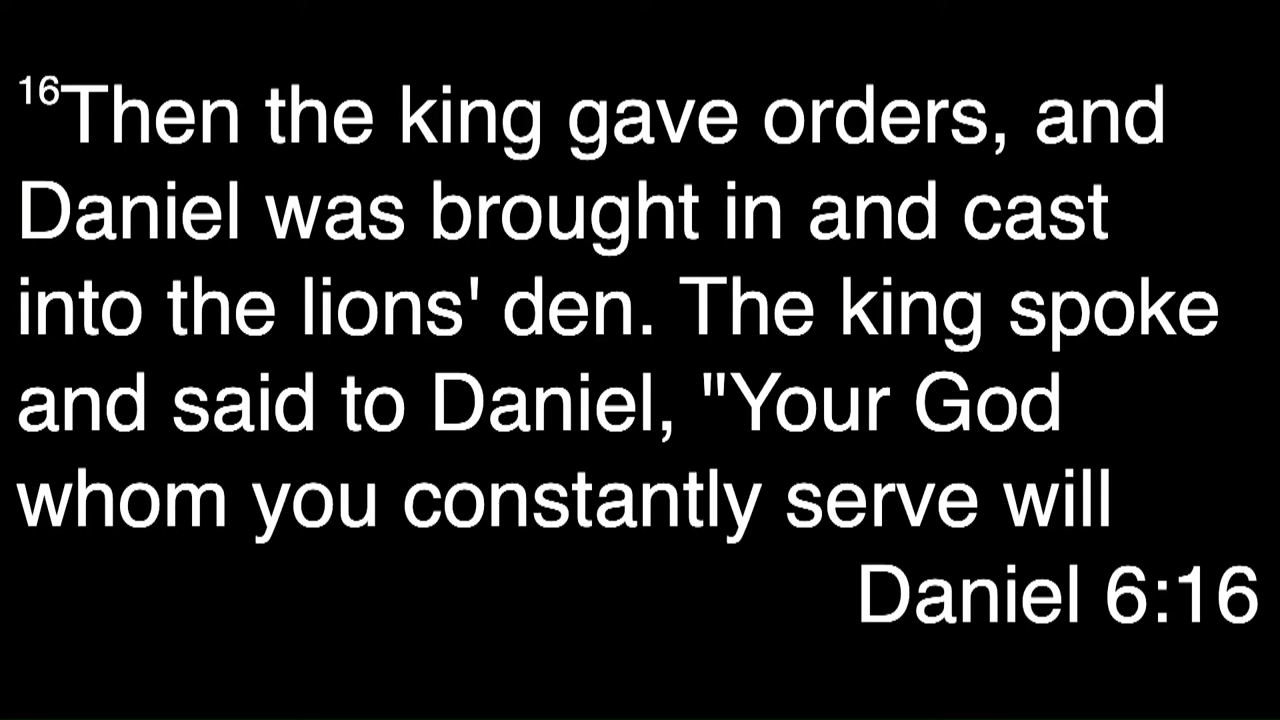 16Then the king gave orders, and
Daniel was brought in and cast
into the lions' den. The king spoke
and said to Daniel, "Your God
whom you constantly serve will
Daniel 6:16